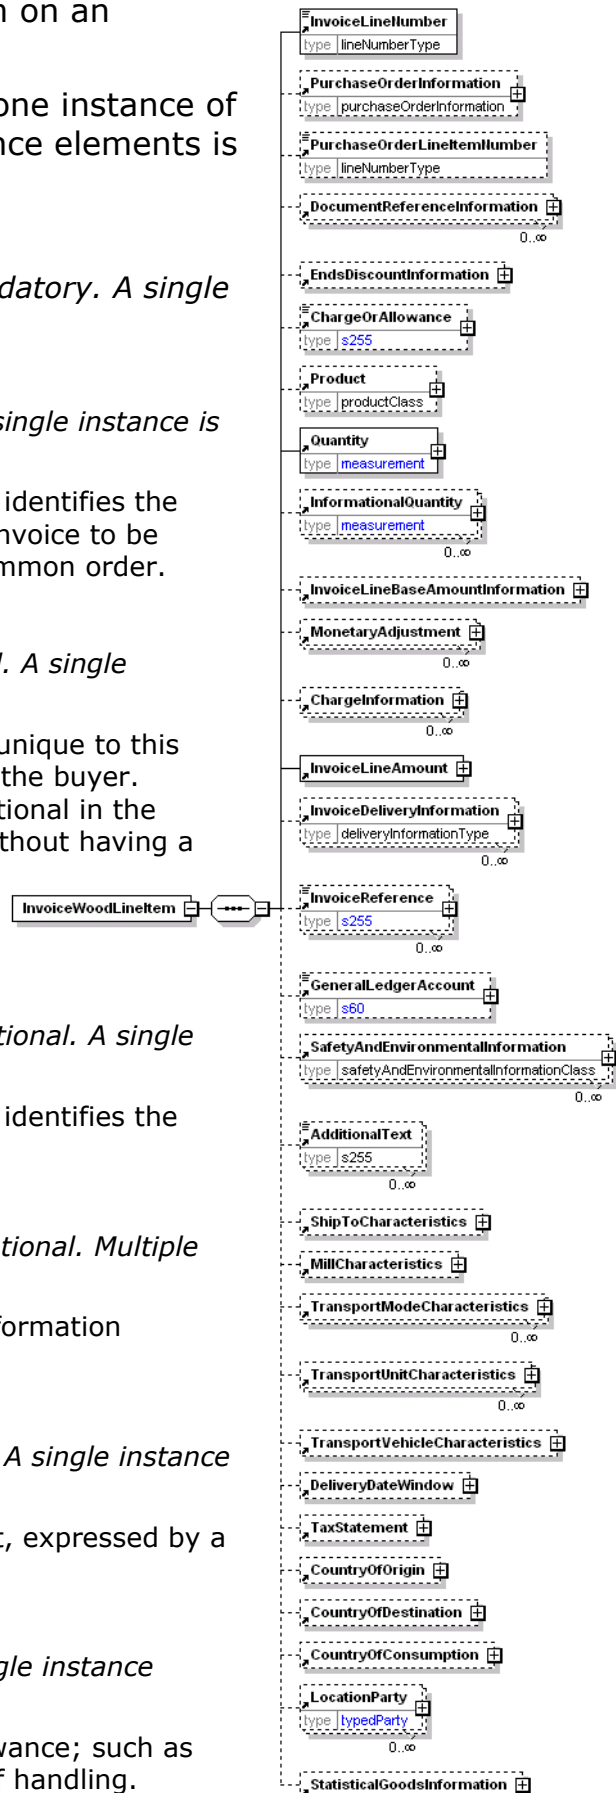 n on an
one instance of
nce elements is
datory. A single
single instance is
identifies the
nvoice to be
mmon order.
l. A single
unique to this
the buyer.
tional in the
thout having a
tional. A single
identifies the
tional. Multiple
formation
A single instance
t, expressed by a
gle instance
wance; such as
f handling.
InvoiceWoodLineItem
InvoiceLineNumber
type lineNumberType
PurchaseOrderInformation
type purchaseOrderInformation
PurchaseOrderLineItemNumber
type lineNumberType
DocumentReferenceInformation
0..∞
EndsDiscountInformation
ChargeOrAllowance
type s255
Product
type productClass
Quantity
type measurement
InformationalQuantity
type measurement
0..∞
InvoiceLineBaseAmountInformation
MonetaryAdjustment
0..∞
ChargeInformation
0..∞
InvoiceLineAmount
InvoiceDeliveryInformation
type deliveryInformationType
0..∞
InvoiceReference
type s255
0..∞
GeneralLedgerAccount
type s60
SafetyAndEnvironmentalInformation
type safetyAndEnvironmentalInformationClass
0..∞
AdditionalText
type s255
0..∞
ShipToCharacteristics
MillCharacteristics
TransportModeCharacteristics
0..∞
TransportUnitCharacteristics
0..∞
TransportVehicleCharacteristics
DeliveryDateWindow
TaxStatement
CountryOfOrigin
CountryOfDestination
CountryOfConsumption
LocationParty
type typedParty
0..∞
StatisticalGoodsInformation